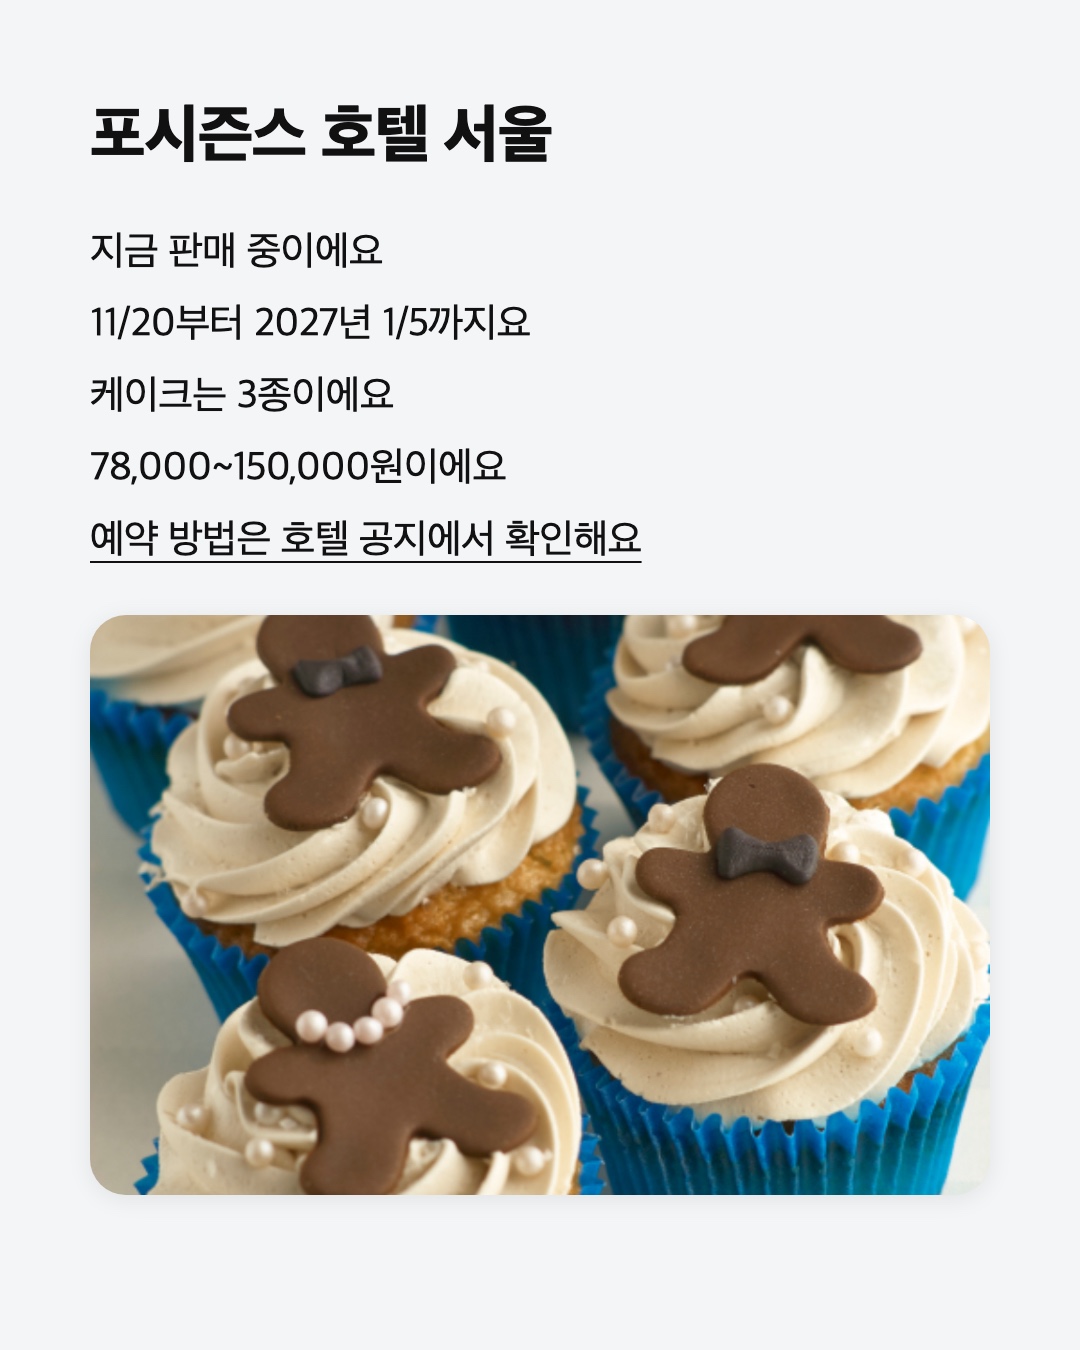 포시즌스 호텔 서울
지금 판매 중이에요
11/20부터 2027년 1/5까지요
케이크는 3종이에요
78,000~150,000원이에요
예약 방법은 호텔 공지에서 확인해요